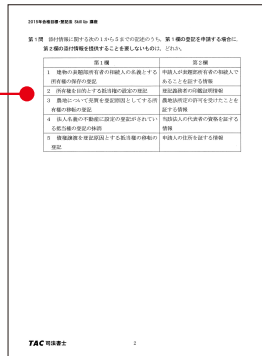 2015年合格目標・登記法 Skill Up 講座
第1問 添付情報に関する次の1から5までの記述のうち、第1欄の登記を申請する場合に、
第2欄の添付情報を提供することを要しないものは、どれか。
第1欄 第2欄
1 建物の表題部所有者の相続人の名義とする 申請人が表題部所有者の相続人で
所有権の保存の登記 あることを証する情報
2 所有権を目的とする抵当権の設定の登記 登記義務者の印鑑証明情報
3 農地について売買を登記原因としてする所 農地法所定の許可を受けたことを
有権の移転の登記 証する情報
4 法人名義の不動産に設定の登記がされてい 当該法人の代表者の資格を証する
る抵当権の登記の抹消 情報
5 債権譲渡を登記原因とする抵当権の移転の 申請人の住所を証する情報
登記
TAC 司法書士
2